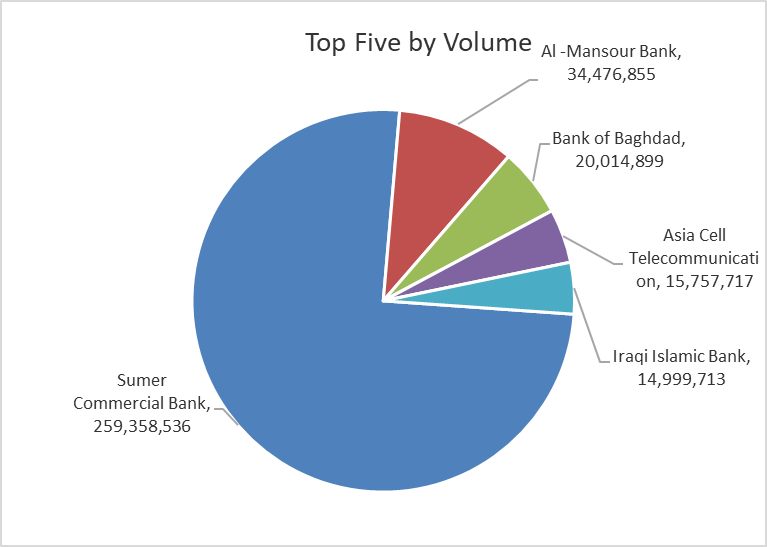 Top Five by Volume
Al -Mansour Bank,
34,476,855
Bank of Baghdad,
20,014,899
Asia Cell
Telecommunicati
on, 15,757,717
Iraqi Islamic Bank,
14,999,713
Sumer
Commercial Bank,
259,358,536